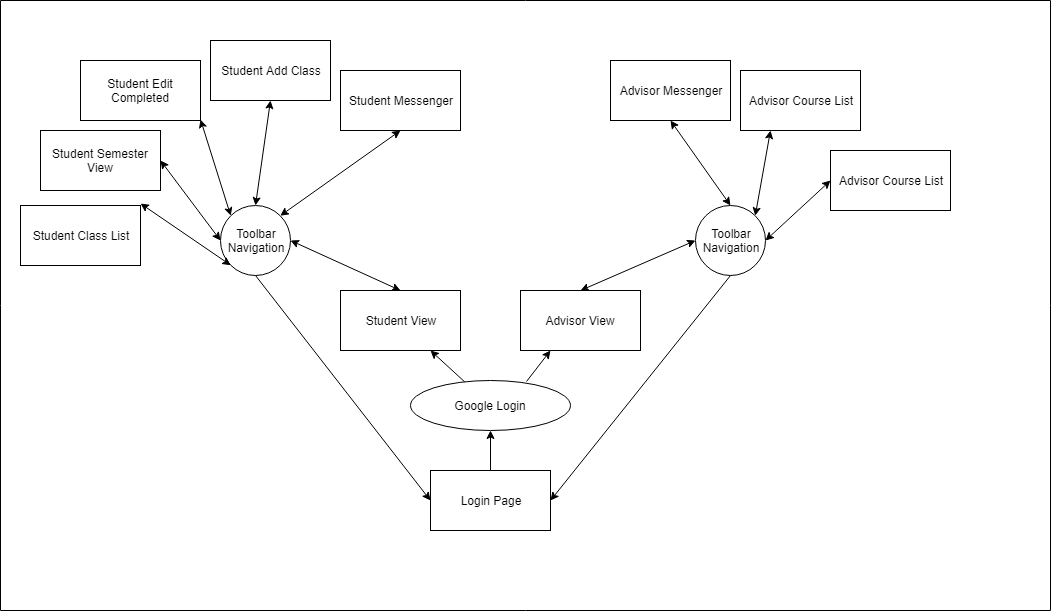 Student Edit
Completed
Student Add Class
Student Messenger
Student Semester
View
Student Class List
Toolbar
Navigation
Student View
Advisor Messenger
Advisor Course List
Advisor Course List
Toolbar
Navigation
Advisor View
Google Login
Login Page